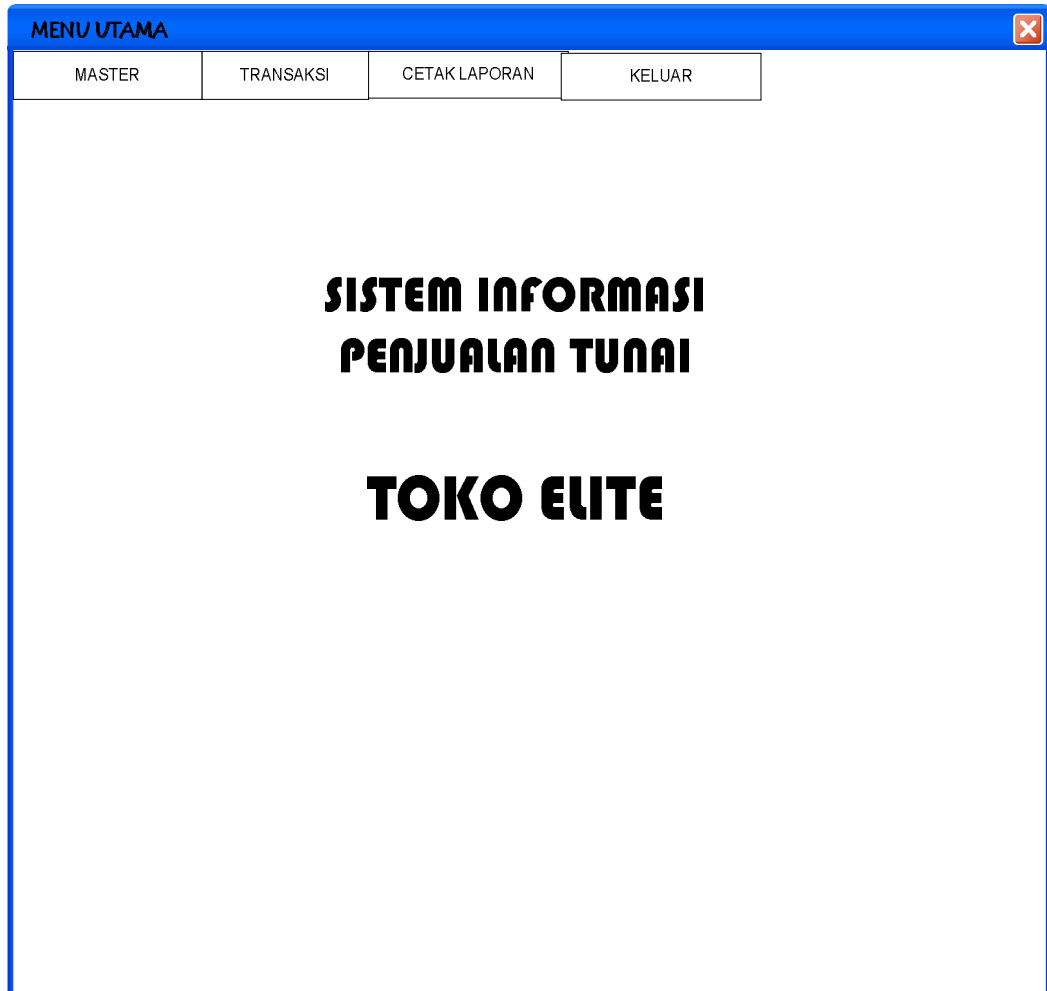 MENU UTAMA
MASTER TRANSAKSI CETAK LAPORAN KELUAR
SISTEM INFORMASI
PENJUALAN TUNAI
TOKO ELITE